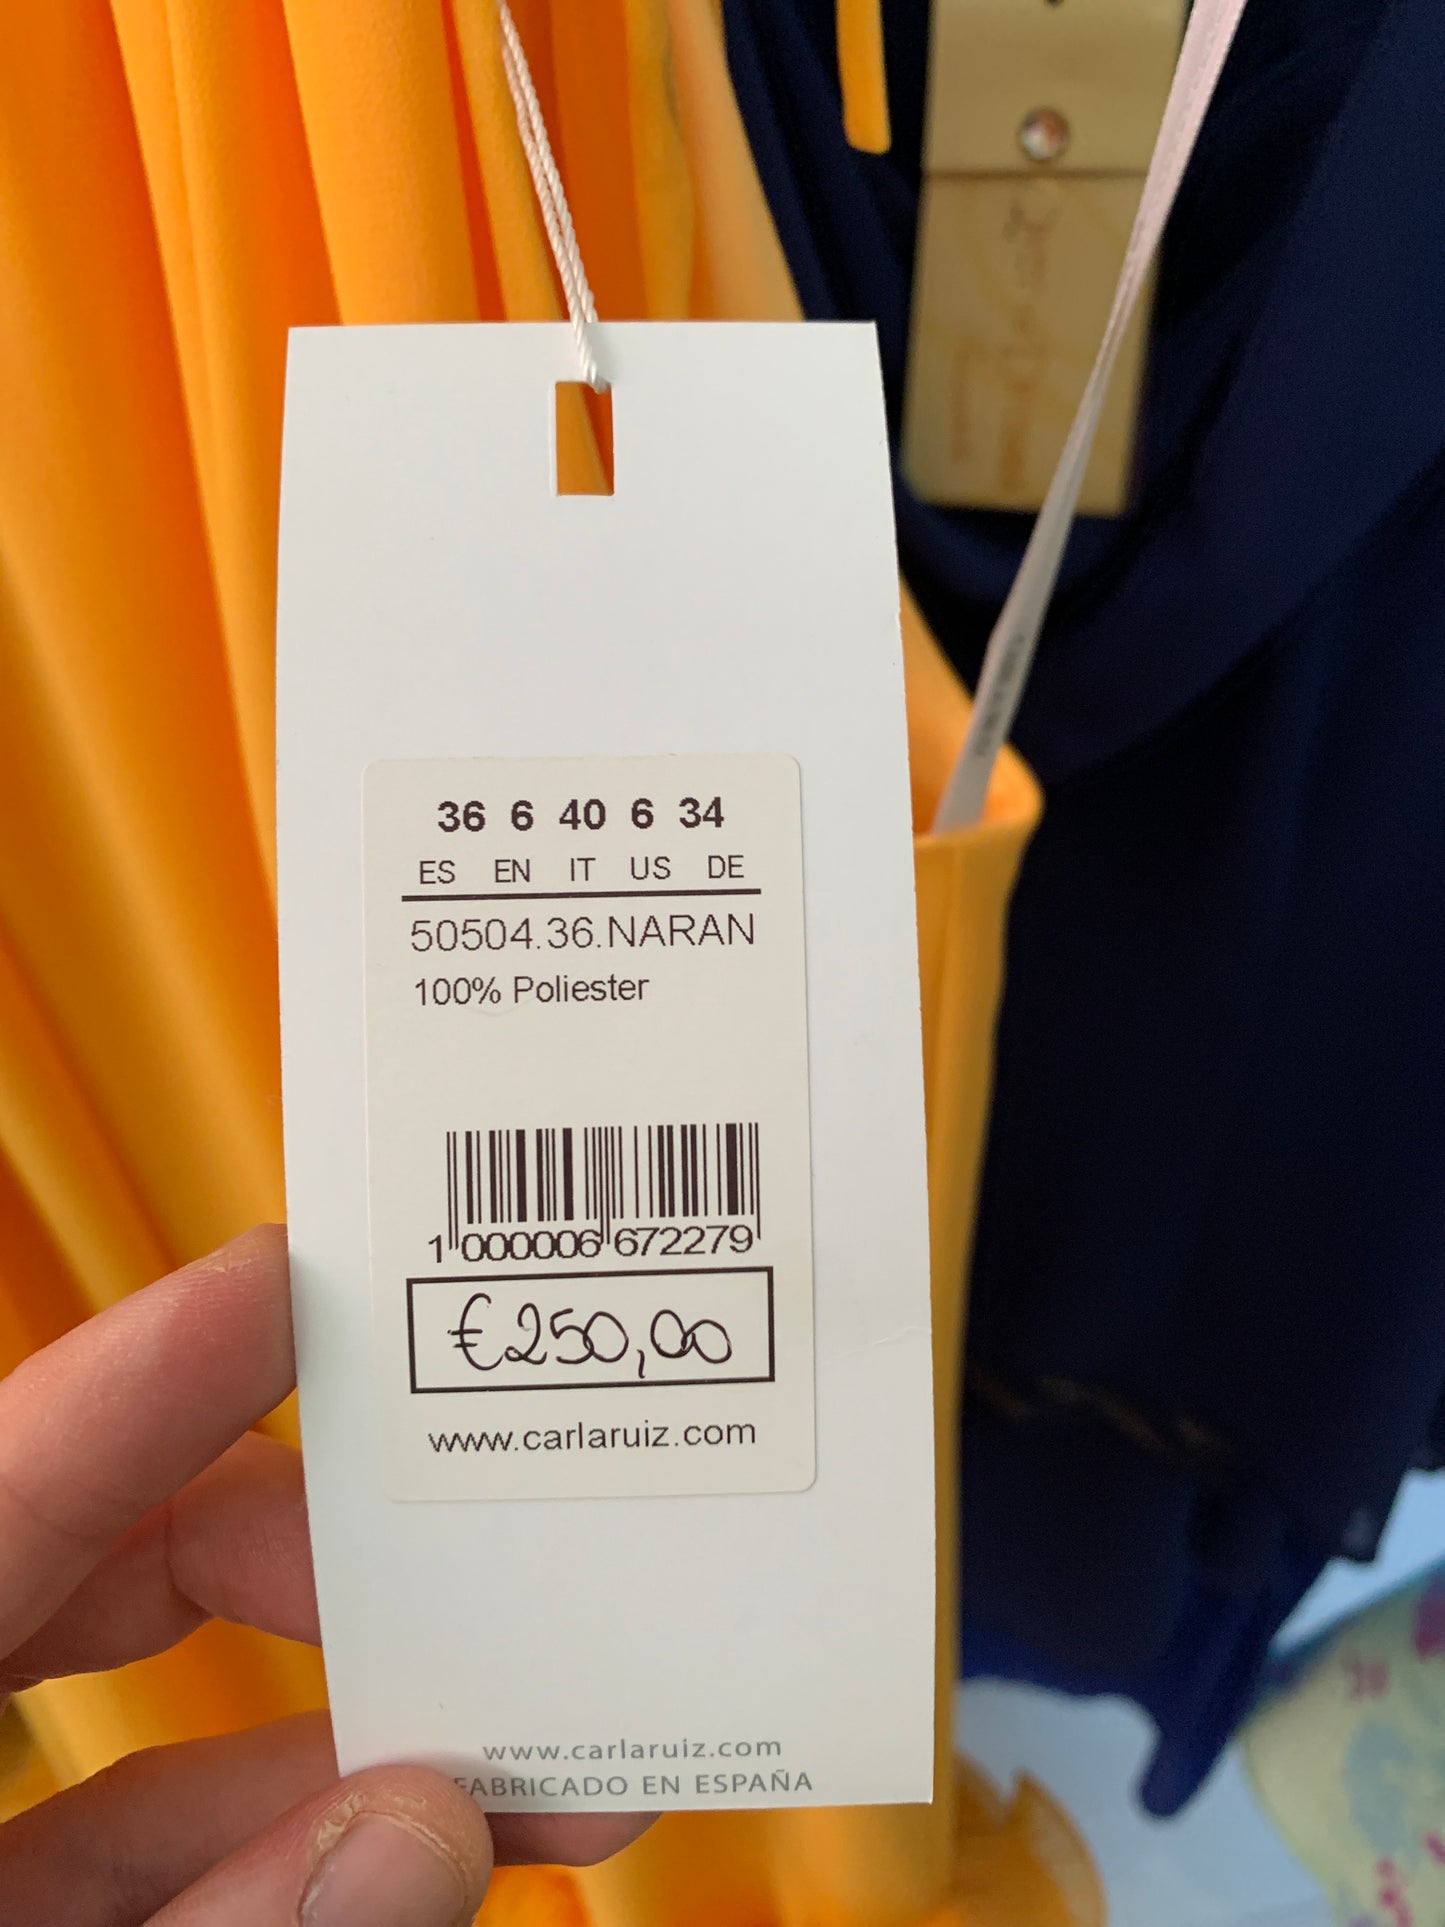 36 6 40 6 34
ES EN IT US DE
50504.36.NARAN
100% Poliester
1 000006 672279
€250,00
www.carlaruiz.com
www.carlaruiz.com
FABRICADO EN ESPAÑA